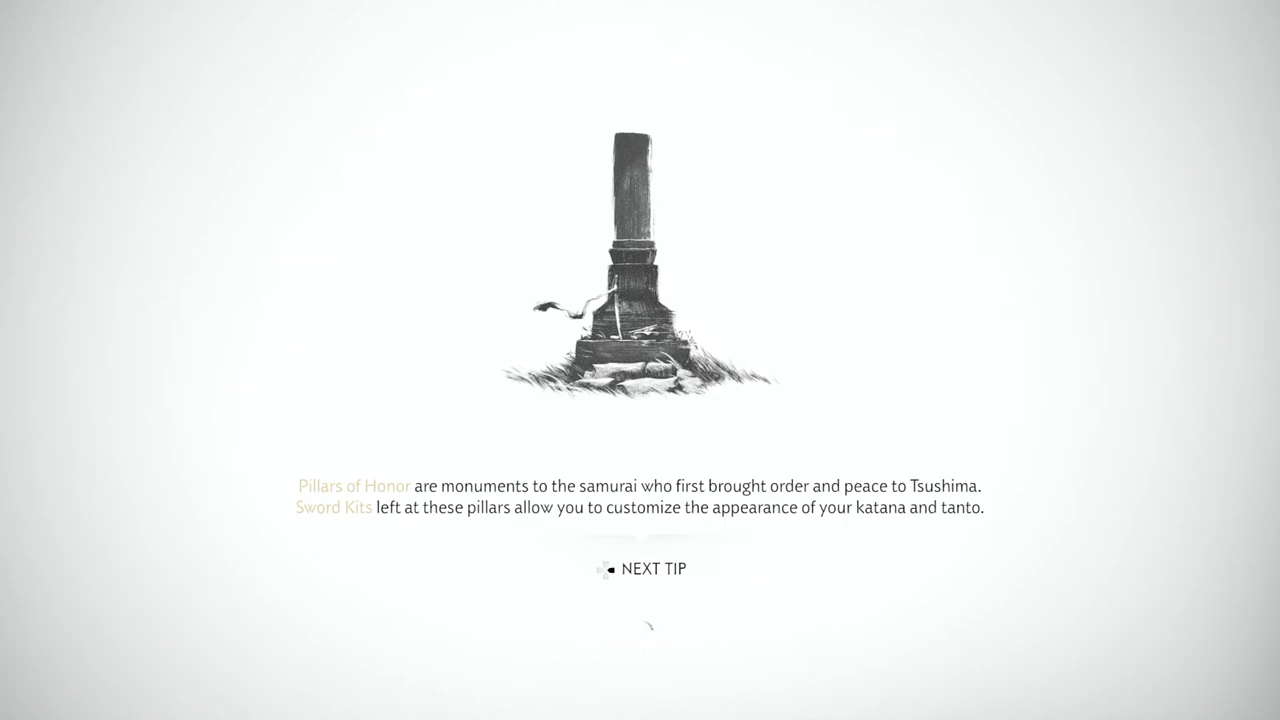 Pillars of Honor are monuments to the samurai who first brought order and peace to Tsushima.
Sword Kits left at these pillars allow you to customize the appearance of your katana and tanto.
NEXT TIP